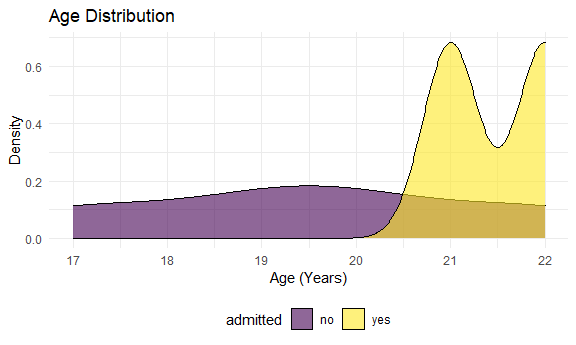 Age Distribution
Density
0.6
0.4
0.2
0.0
17 18 19 20 21 22
Age (Years)
admitted no yes